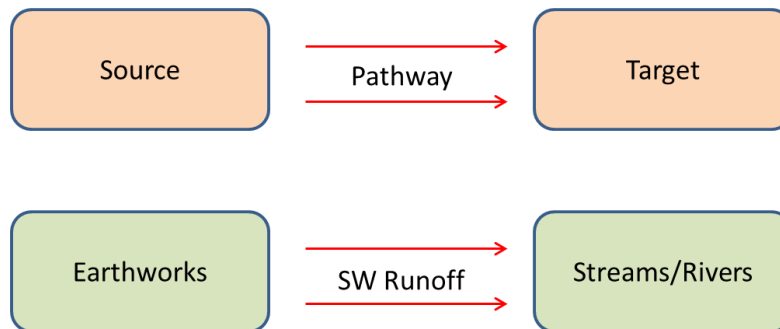 Source
Pathway
Target
Earthworks
SW Runoff
Streams/Rivers